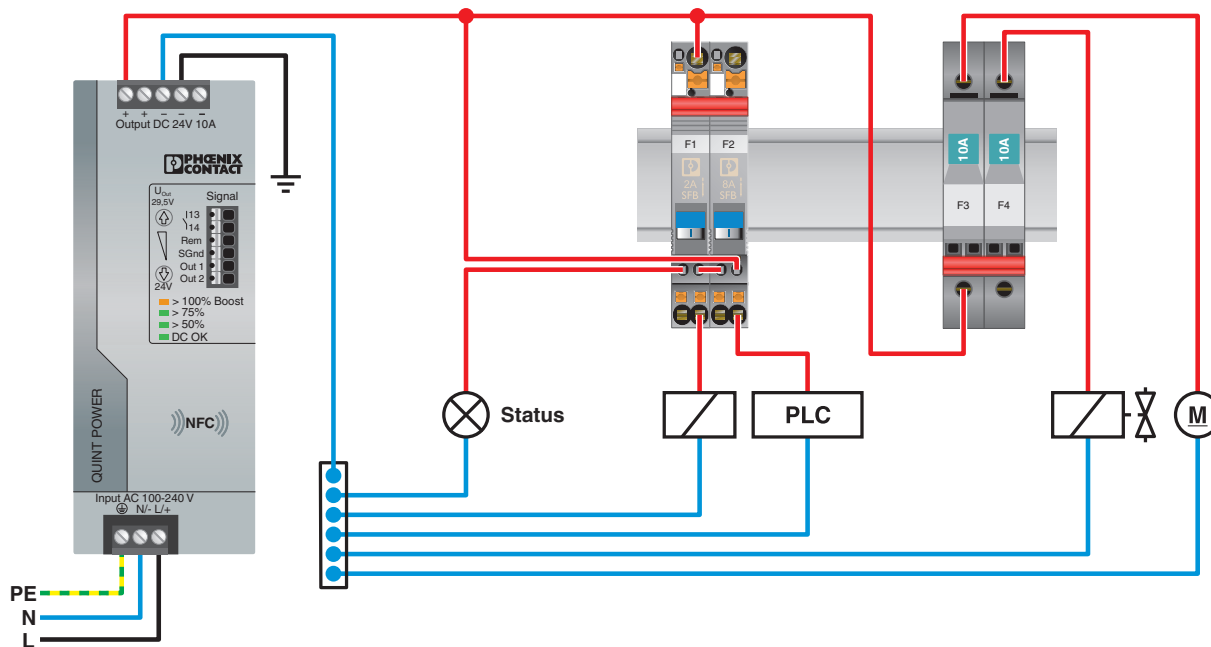 + + − − −
Output DC 24V 10A
PHŒNIX
CONTACT
UOut
29,5V
Signal
13
14
Rem
SGnd
Out 1
Out 2
24V
> 100% Boost
> 75%
> 50%
DC OK
QUINT POWER
NFC
Input AC 100-240 V
N/- L/+
PE
N
L
F1
F2
2A
SFB
8A
SFB
10A
10A
F3
F4
Status
PLC
M